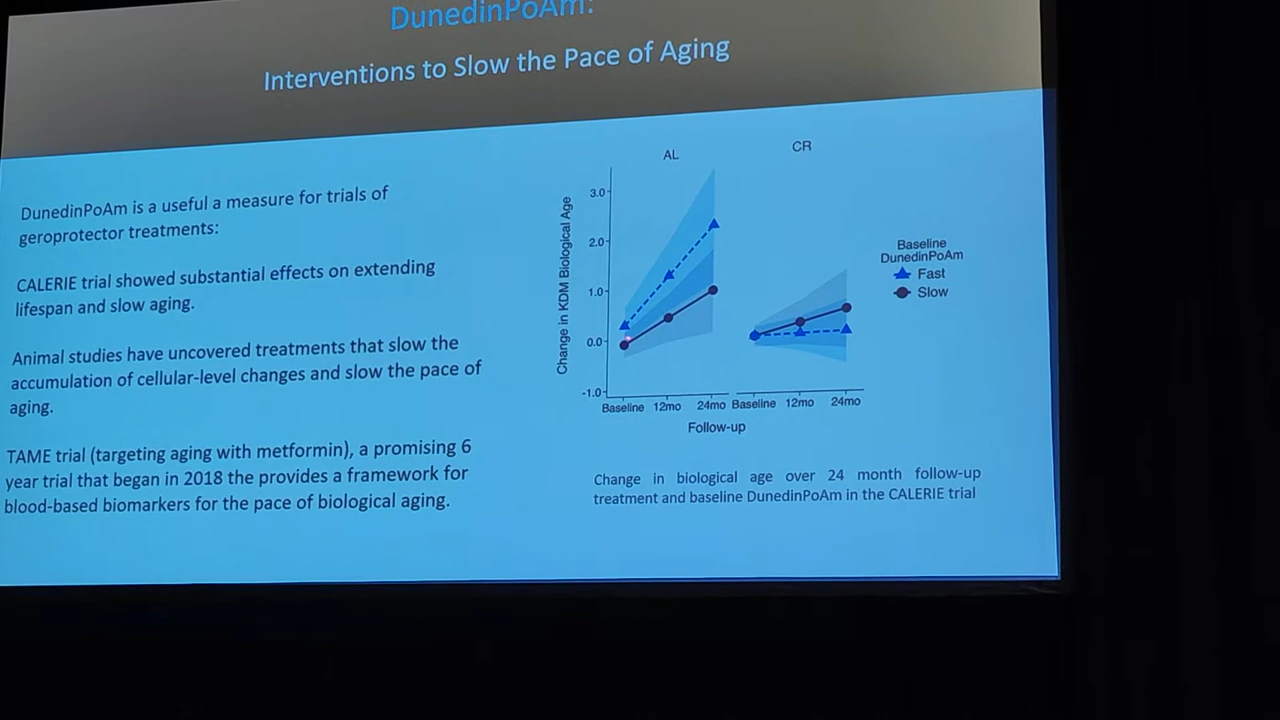 DunedinPoAm:
Interventions to Slow the Pace of Aging
DunedinPoAm is a useful a measure for trials of
geroprotector treatments:
CALERIE trial showed substantial effects on extending
lifespan and slow aging.
Animal studies have uncovered treatments that slow the
accumulation of cellular-level changes and slow the pace of
aging.
TAME trial (targeting aging with metformin), a promising 6
year trial that began in 2018 the provides a framework for
blood-based biomarkers for the pace of biological aging.
AL
CR
Change in KDM Biological Age
3.0
2.0
1.0
0.0
-1.0
Baseline 12mo 24mo Baseline 12mo 24mo
Follow-up
Baseline
DunedinPoAm
Fast
Slow
Change in biological age over 24 month follow-up
treatment and baseline DunedinPoAm in the CALERIE trial